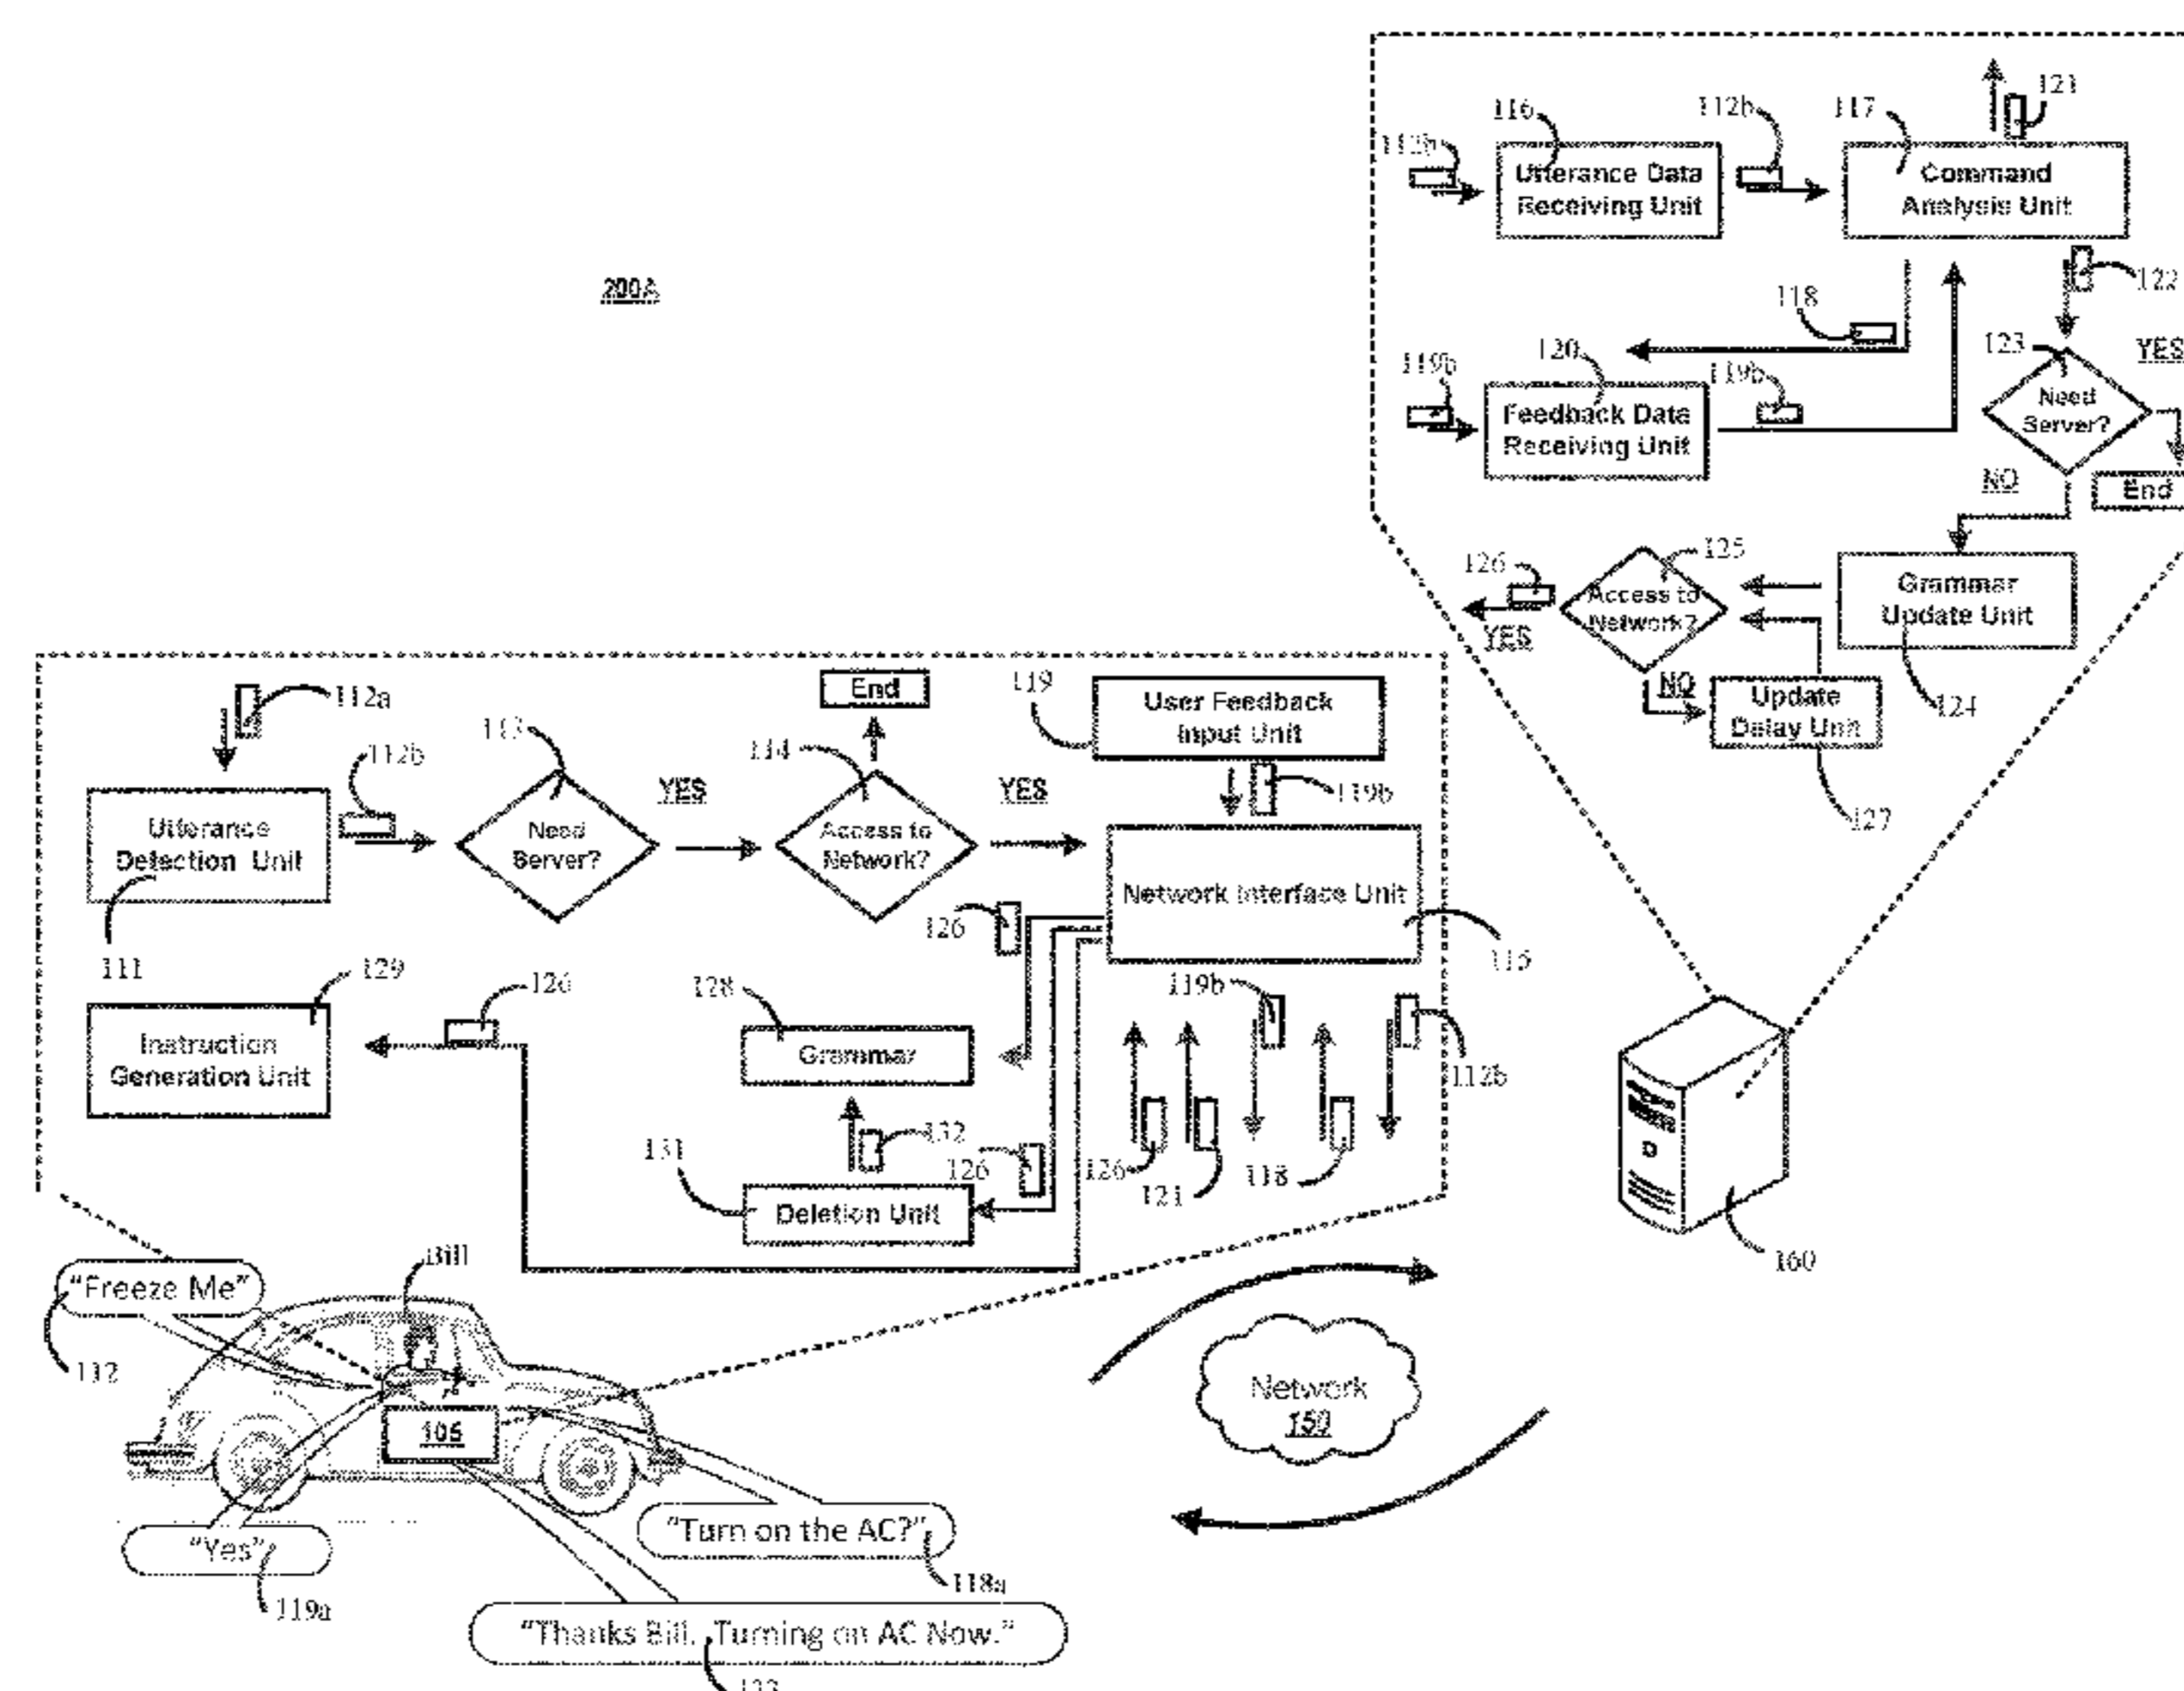 121
116
112b
117
112b
Utterance Data
Receiving Unit
Command
Analysis Unit
122
118
123
YES
120
119b
119b
Need
Server?
Feedback Data
Receiving Unit
NO
End
200A
125
126
Access to
Network?
YES
Grammar
Update Unit
NO
Update
Delay Unit
124
127
112a
End
119
User Feedback
Input Unit
113
112b
114
YES
YES
119b
Utterance
Detection Unit
Need
Server?
Access to
Network?
Network Interface Unit
126
111
129
126
128
119b
115
Instruction
Generation Unit
Grammar
112b
132
131
126
126
121
118
Deletion Unit
160
Bill
"Freeze Me"
112
105
Network
150
"Turn on the AC?"
"Yes"
118a
119a
"Thanks Bill. Turning on AC Now."